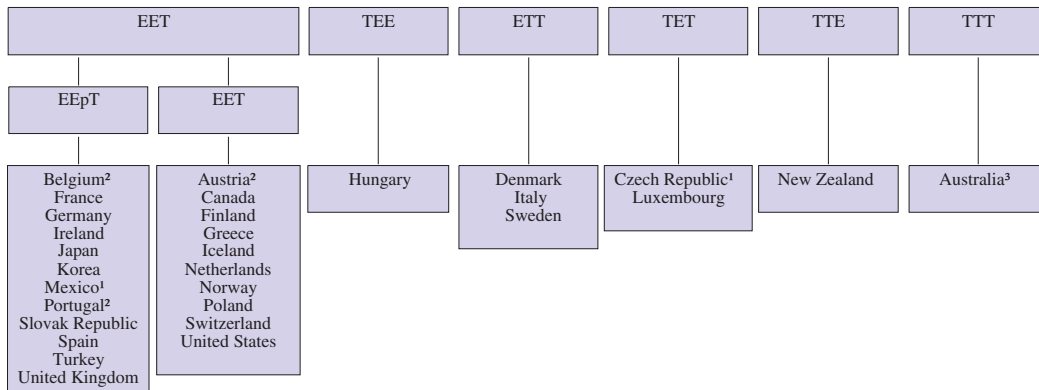 EET
TEE
ETT
TET
TTE
TTT
EEpT
EET
Belgium²
France
Germany
Ireland
Japan
Korea
Mexico¹
Portugal²
Slovak Republic
Spain
Turkey
United Kingdom
Austria²
Canada
Finland
Greece
Iceland
Netherlands
Norway
Poland
Switzerland
United States
Hungary
Denmark
Italy
Sweden
Czech Republic¹
Luxembourg
New Zealand
Australia³